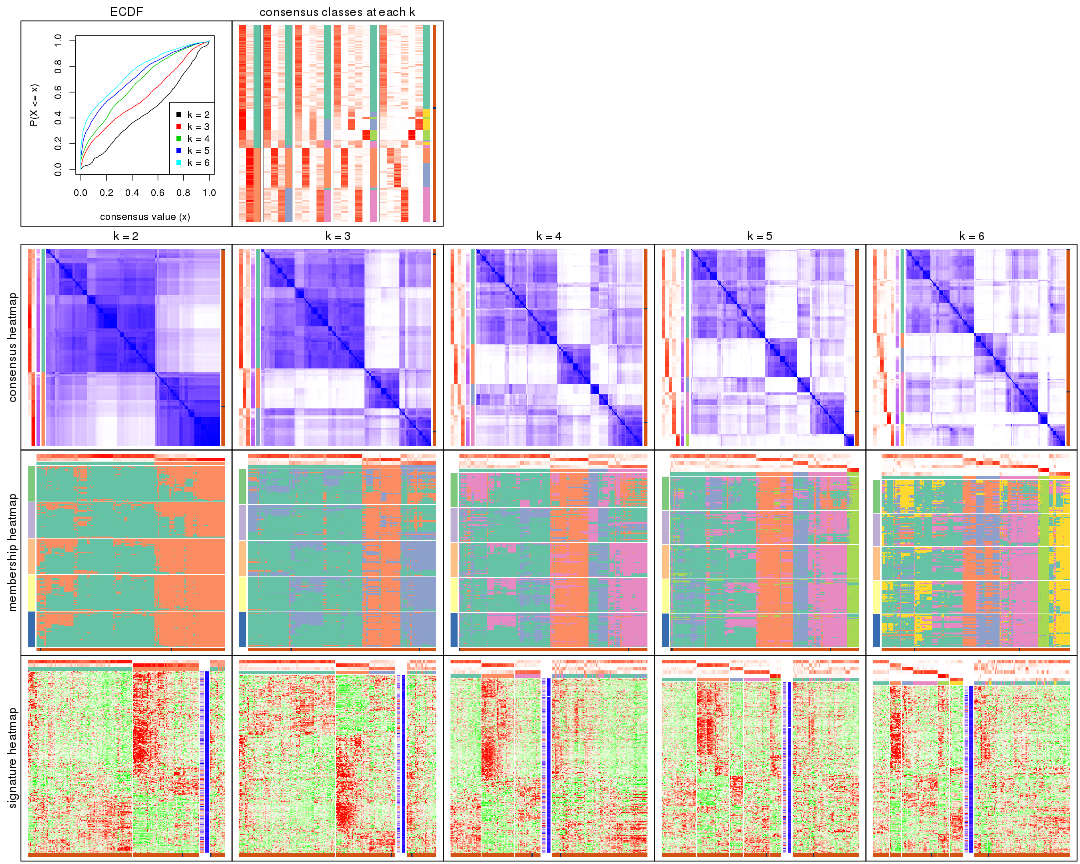 ECDF
consensus classes at each k
P(X <= x)
0.0 0.2 0.4 0.6 0.8 1.0
k = 2
k = 3
k = 4
k = 5
k = 6
0.0 0.2 0.4 0.6 0.8 1.0
consensus value (x)
k = 2
k = 3
k = 4
k = 5
k = 6
consensus heatmap
membership heatmap
signature heatmap